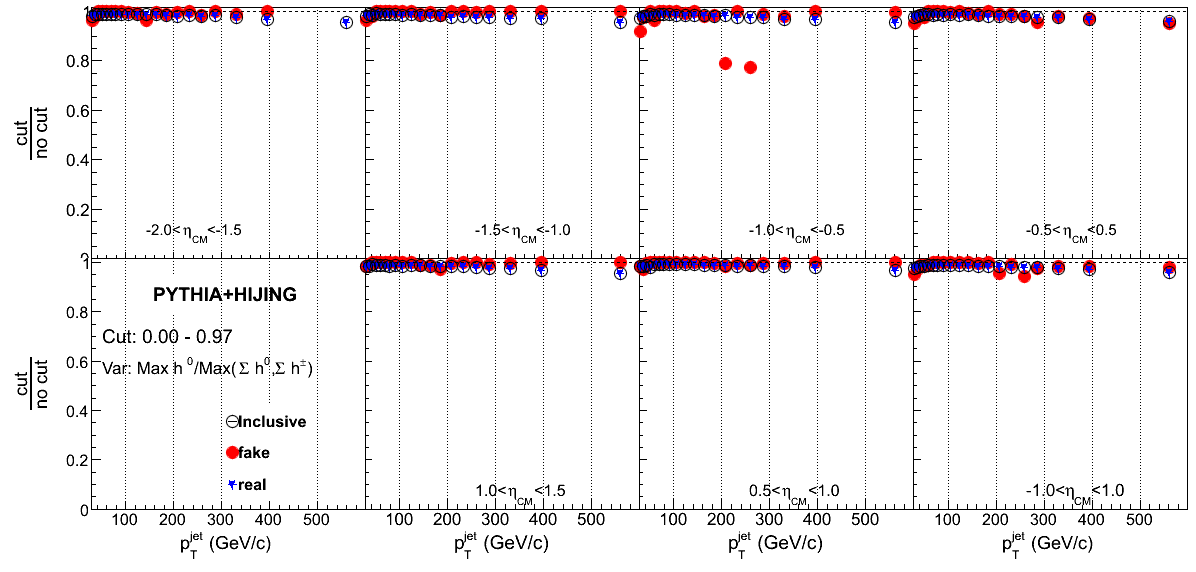 1
0.8
0.6
0.4
0.2
cut
no cut
-2.0<η_CM<-1.5
-1.5<η_CM<-1.0
-1.0<η_CM<-0.5
-0.5<η_CM<0.5
1
0.8
0.6
0.4
0.2
0
cut
no cut
PYTHIA+HIJING
Cut: 0.00 - 0.97
Var: Max h^0/Max(Σ h^0,Σ h^±)
Inclusive
fake
real
1.0<η_CM<1.5
0.5<η_CM<1.0
-1.0<η_CM<1.0
100 200 300 400 500
100 200 300 400 500
100 200 300 400 500
100 200 300 400 500
p_T^jet (GeV/c)
p_T^jet (GeV/c)
p_T^jet (GeV/c)
p_T^jet (GeV/c)